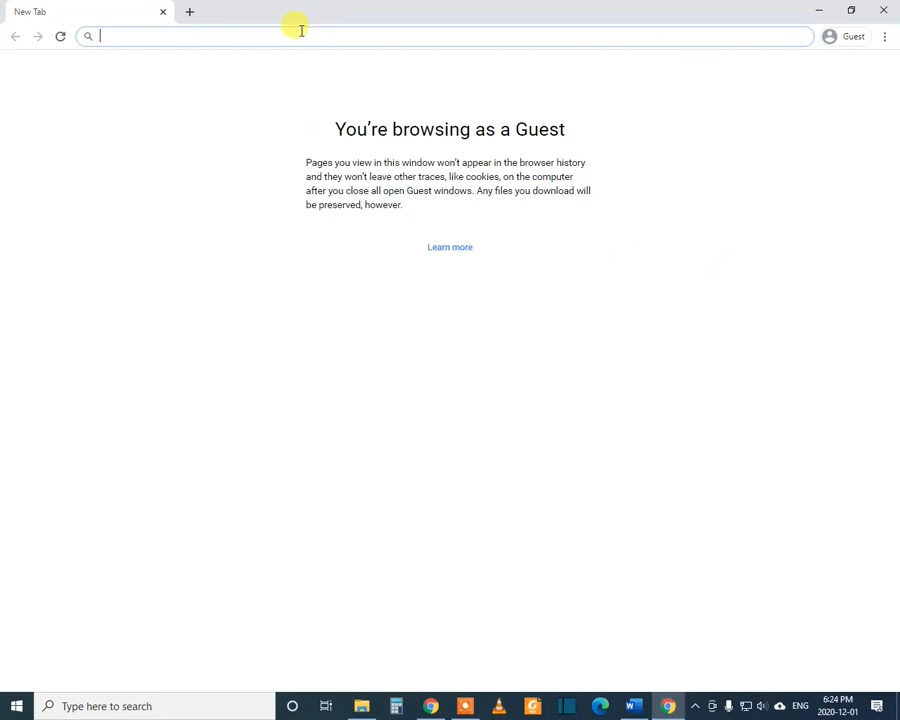 New Tab
Guest
You're browsing as a Guest
Pages you view in this window won't appear in the browser history
and they won't leave other traces, like cookies, on the computer
after you close all open Guest windows. Any files you download will
be preserved, however.
Learn more
Type here to search
ENG
6:24 PM
2020-12-01